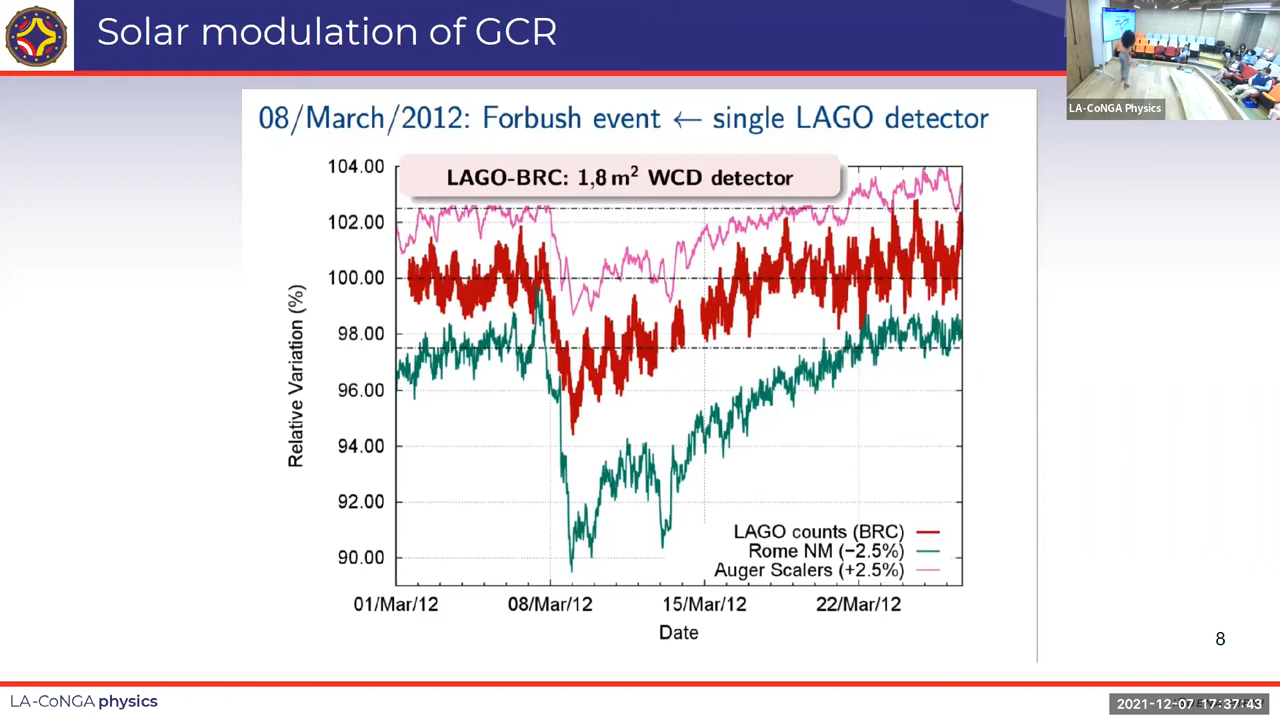 Solar modulation of GCR
LA-CoNGA Physics
08/March/2012: Forbush event ← single LAGO detector
LAGO-BRC: 1,8 m² WCD detector
104.00
102.00
100.00
98.00
96.00
94.00
92.00
90.00
Relative Variation (%)
LAGO counts (BRC)
Rome NM (−2.5%)
Auger Scalers (+2.5%)
01/Mar/12 08/Mar/12 15/Mar/12 22/Mar/12
Date
8
LA-CoNGA physics
2021-12-07 17:37:43